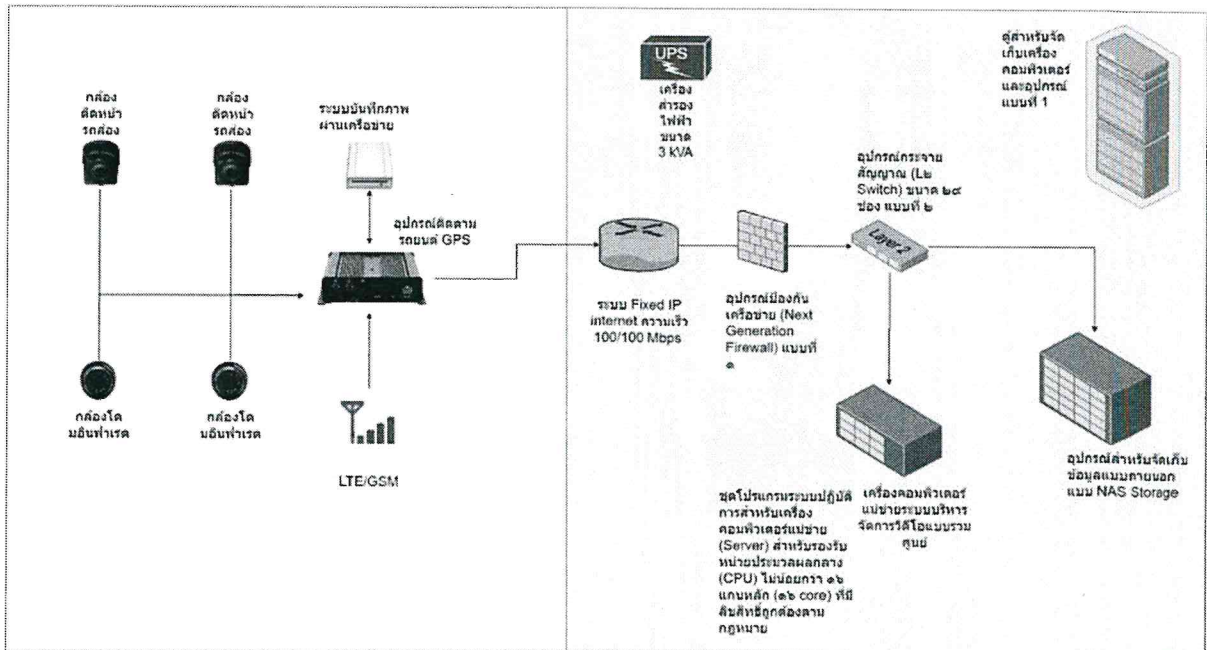 กล้อง
ติดหน้า
รถส่อง
กล้อง
ติดหน้า
รถส่อง
ระบบบันทึกภาพ
ผ่านเครือข่าย
อุปกรณ์ติดตาม
รถยนต์ GPS
กล้องโด
มอินฟาเรด
กล้องโด
มอินฟาเรด
LTE/GSM
UPS
เครื่อง
สำรอง
ไฟฟ้า
ขนาด
3 kVA
ตู้สำหรับจัด
เก็บเครื่อง
คอมพิวเตอร์
และอุปกรณ์
แบบที่ 1
อุปกรณ์กระจาย
สัญญาณ (L๒
Switch) ขนาด ๒๔
ช่อง แบบที่ ๒
Layer 2
ระบบ Fixed IP
internet ความเร็ว
100/100 Mbps
อุปกรณ์ป้องกัน
เครือข่าย (Next
Generation
Firewall) แบบที่
๑
ชุดโปรแกรมระบบปฏิบัติ
การสำหรับเครื่อง
คอมพิวเตอร์แม่ข่าย
(Server) สำหรับรองรับ
หน่วยประมวลผลกลาง
(CPU) ไม่น้อยกว่า ๑๖
แกนหลัก (๑๖ core) ที่มี
ลิขสิทธิ์ถูกต้องตาม
กฎหมาย
เครื่องคอมพิวเตอร์
แม่ข่ายระบบบริหาร
จัดการวิดีโอแบบรวม
ศูนย์
อุปกรณ์สำหรับจัดเก็บ
ข้อมูลแบบภายนอก
แบบ NAS Storage